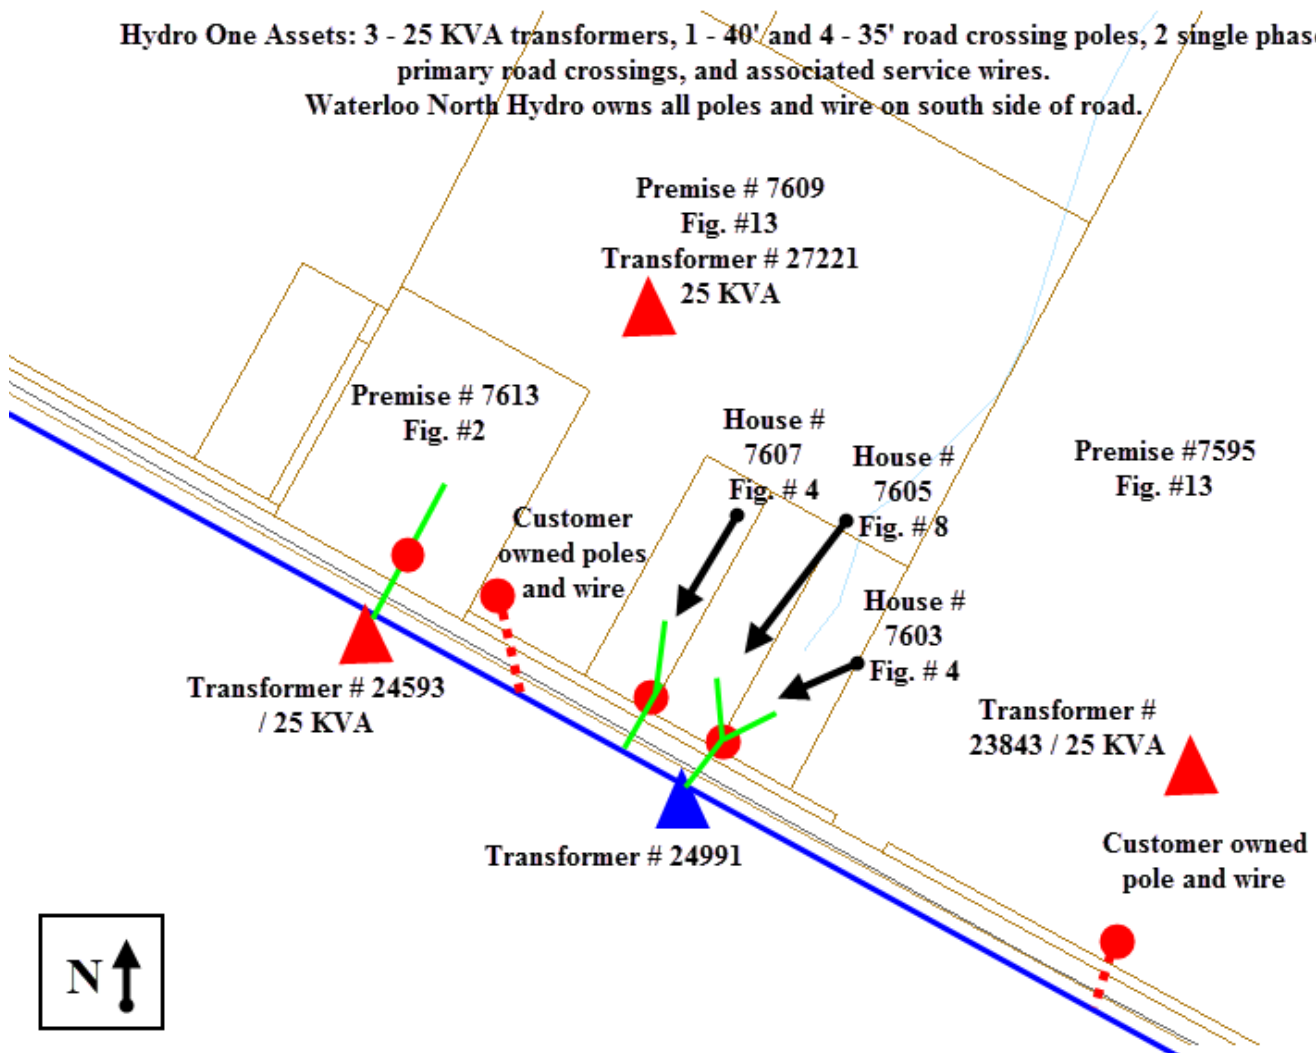 Hydro One Assets: 3 - 25 KVA transformers, 1 - 40' and 4 - 35' road crossing poles, 2 single phas
primary road crossings, and associated service wires.
Waterloo North Hydro owns all poles and wire on south side of road.
Premise # 7609
Fig. #13
Transformer # 27221
25 KVA
Premise # 7613
Fig. #2
House #
7607
Fig. # 4
House #
7605
Fig. # 8
Premise #7595
Fig. #13
Customer
owned poles
and wire
House #
7603
Fig. # 4
Transformer # 24593
/ 25 KVA
Transformer #
23843 / 25 KVA
Transformer # 24991
Customer owned
pole and wire
N